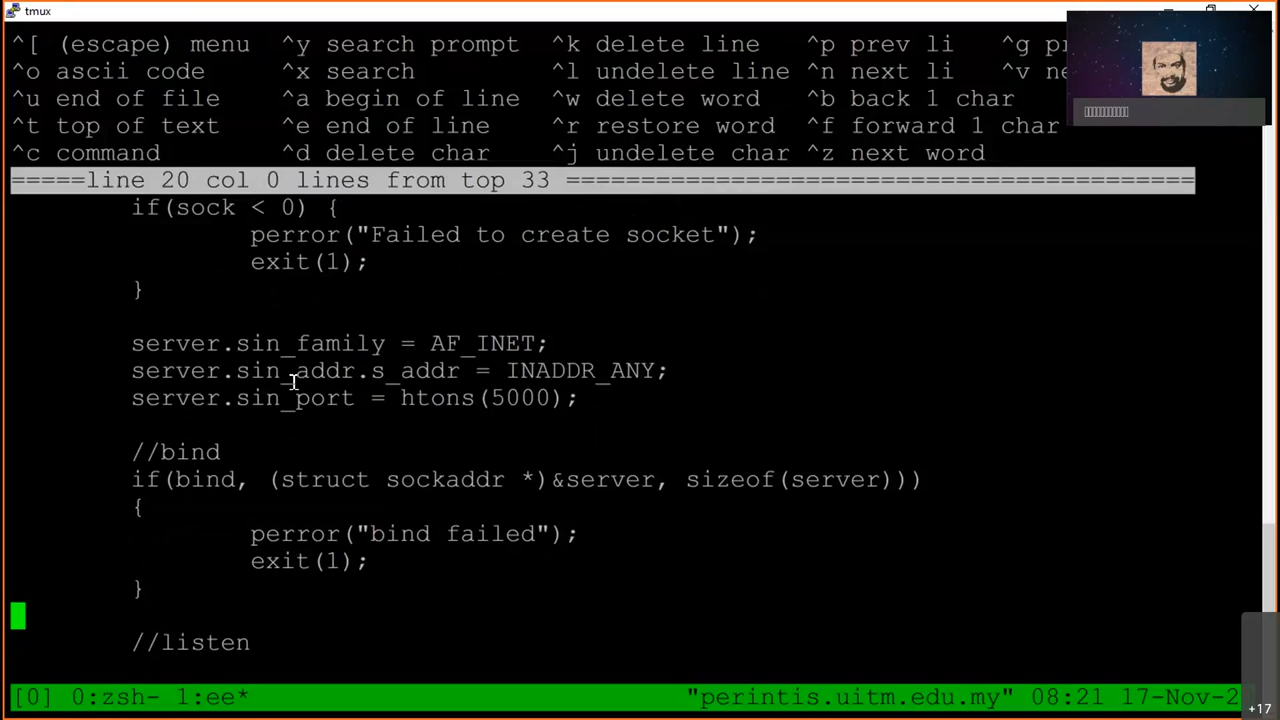 tmux
^[ (escape) menu ^y search prompt ^k delete line ^p prev li ^g
^o ascii code ^x search ^l undelete line ^n next li ^v
^u end of file ^a begin of line ^w delete word ^b back 1 char
^t top of text ^e end of line ^r restore word ^f forward 1 char
^c command ^d delete char ^j undelete char ^z next word
=====line 20 col 0 lines from top 33 ==========================================
if(sock < 0) {
perror("Failed to create socket");
exit(1);
}
server.sin_family = AF_INET;
server.sin_addr.s_addr = INADDR_ANY;
server.sin_port = htons(5000);
//bind
if(bind, (struct sockaddr *)&server, sizeof(server)))
{
perror("bind failed");
exit(1);
}
//listen
[0] 0:zsh- 1:ee* "perintis.uitm.edu.my" 08:21 17-Nov-2
+17